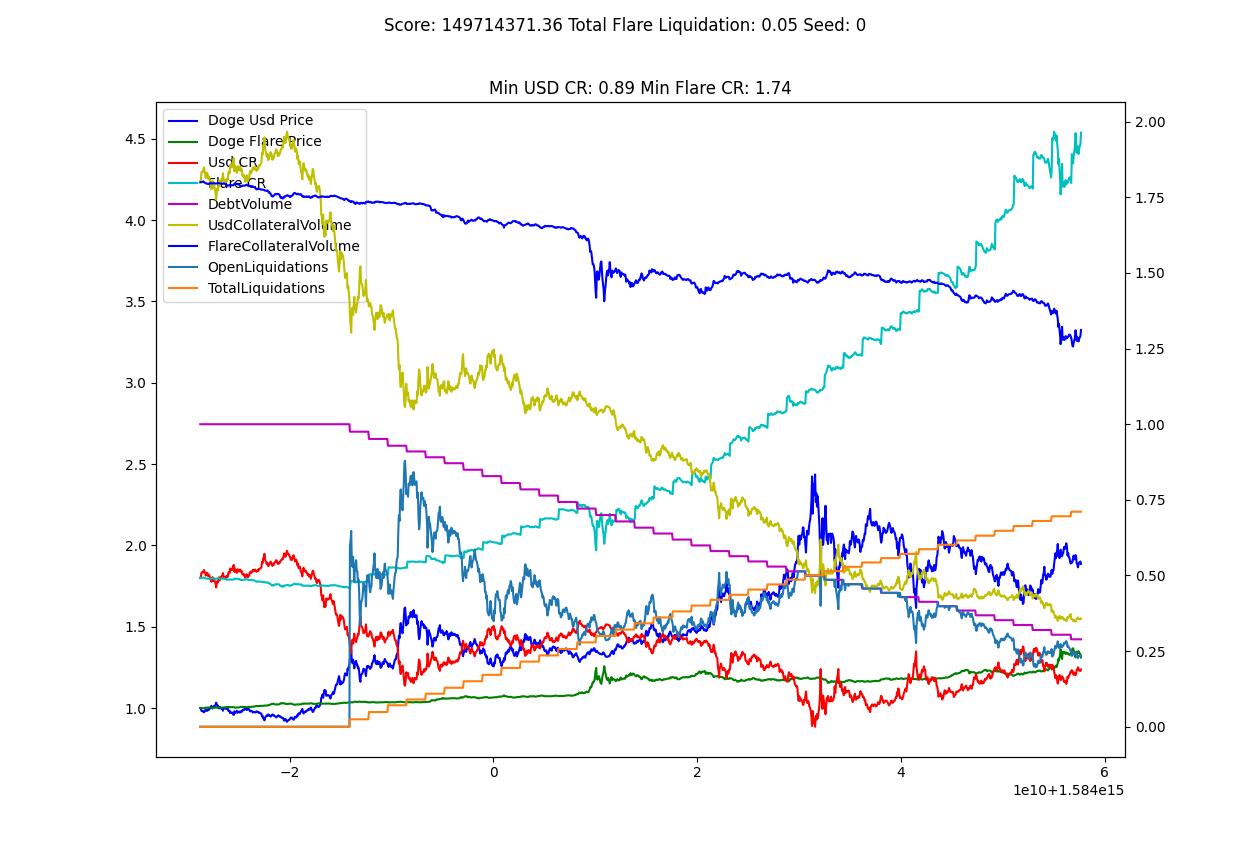 Score: 149714371.36 Total Flare Liquidation: 0.05 Seed: 0
Min USD CR: 0.89 Min Flare CR: 1.74
Doge Usd Price
Doge Flare Price
Usd CR
Flare CR
DebtVolume
UsdCollateralVolume
FlareCollateralVolume
OpenLiquidations
TotalLiquidations
4.5
4.0
3.5
3.0
2.5
2.0
1.5
1.0
2.00
1.75
1.50
1.25
1.00
0.75
0.50
0.25
0.00
−2
0
2
4
6
1e10+1.584e15